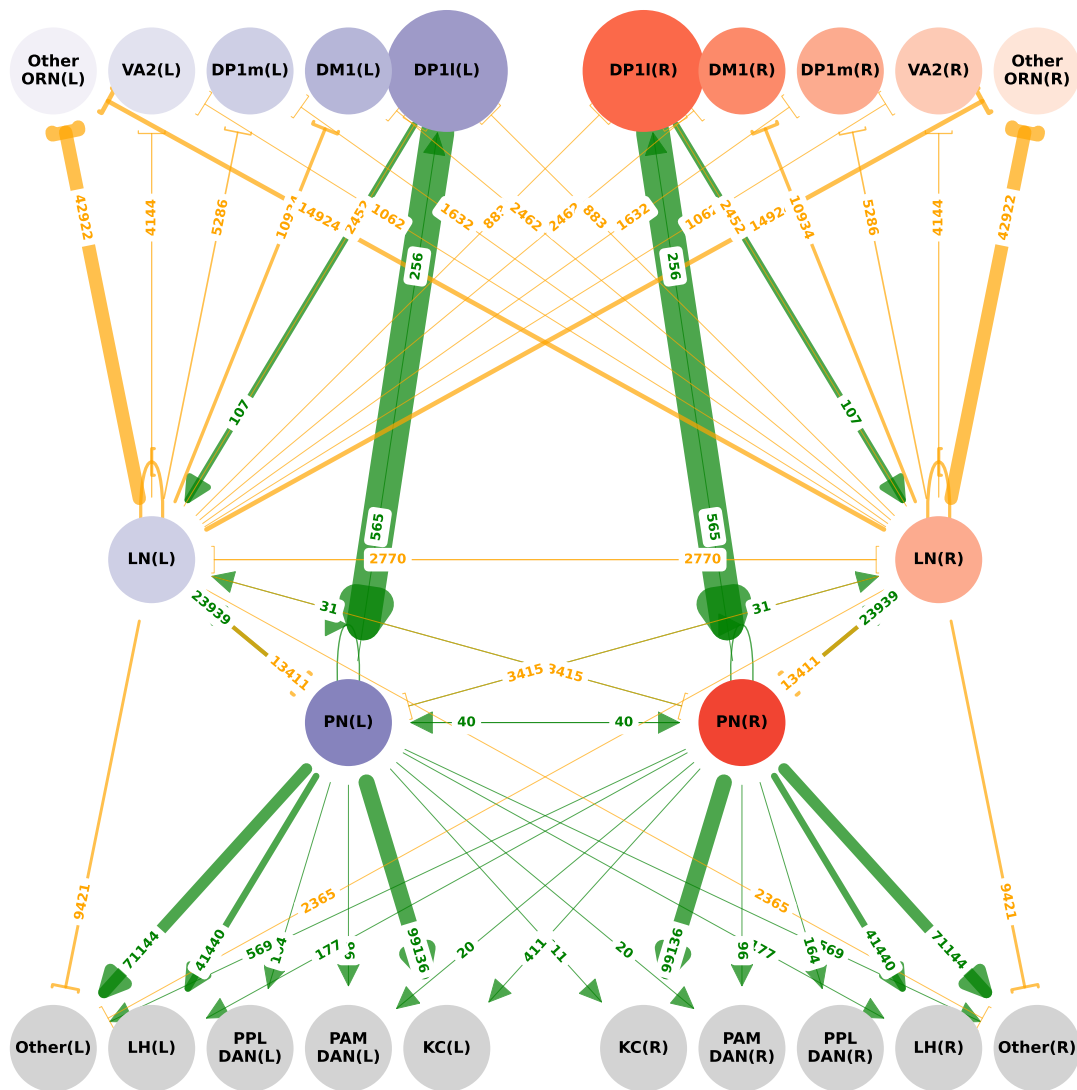 Other
ORN(L)
VA2(L)
DP1m(L)
DM1(L)
DP1l(L)
DP1l(R)
DM1(R)
DP1m(R)
VA2(R)
Other
ORN(R)
42922
4144
5286
14924
2452
1062
1632
2462
2462
883
1632
2452
10934
5286
4144
42922
256
256
107
107
565
565
LN(L)
2770
2770
LN(R)
23939
31
31
23939
13411
3415
3415
13411
PN(L)
40
40
PN(R)
2365
2365
9421
9421
71144
41440
569
177
99136
20
411
11
20
99136
96
177
164
569
41440
71144
Other(L)
LH(L)
PPL
DAN(L)
PAM
DAN(L)
KC(L)
KC(R)
PAM
DAN(R)
PPL
DAN(R)
LH(R)
Other(R)